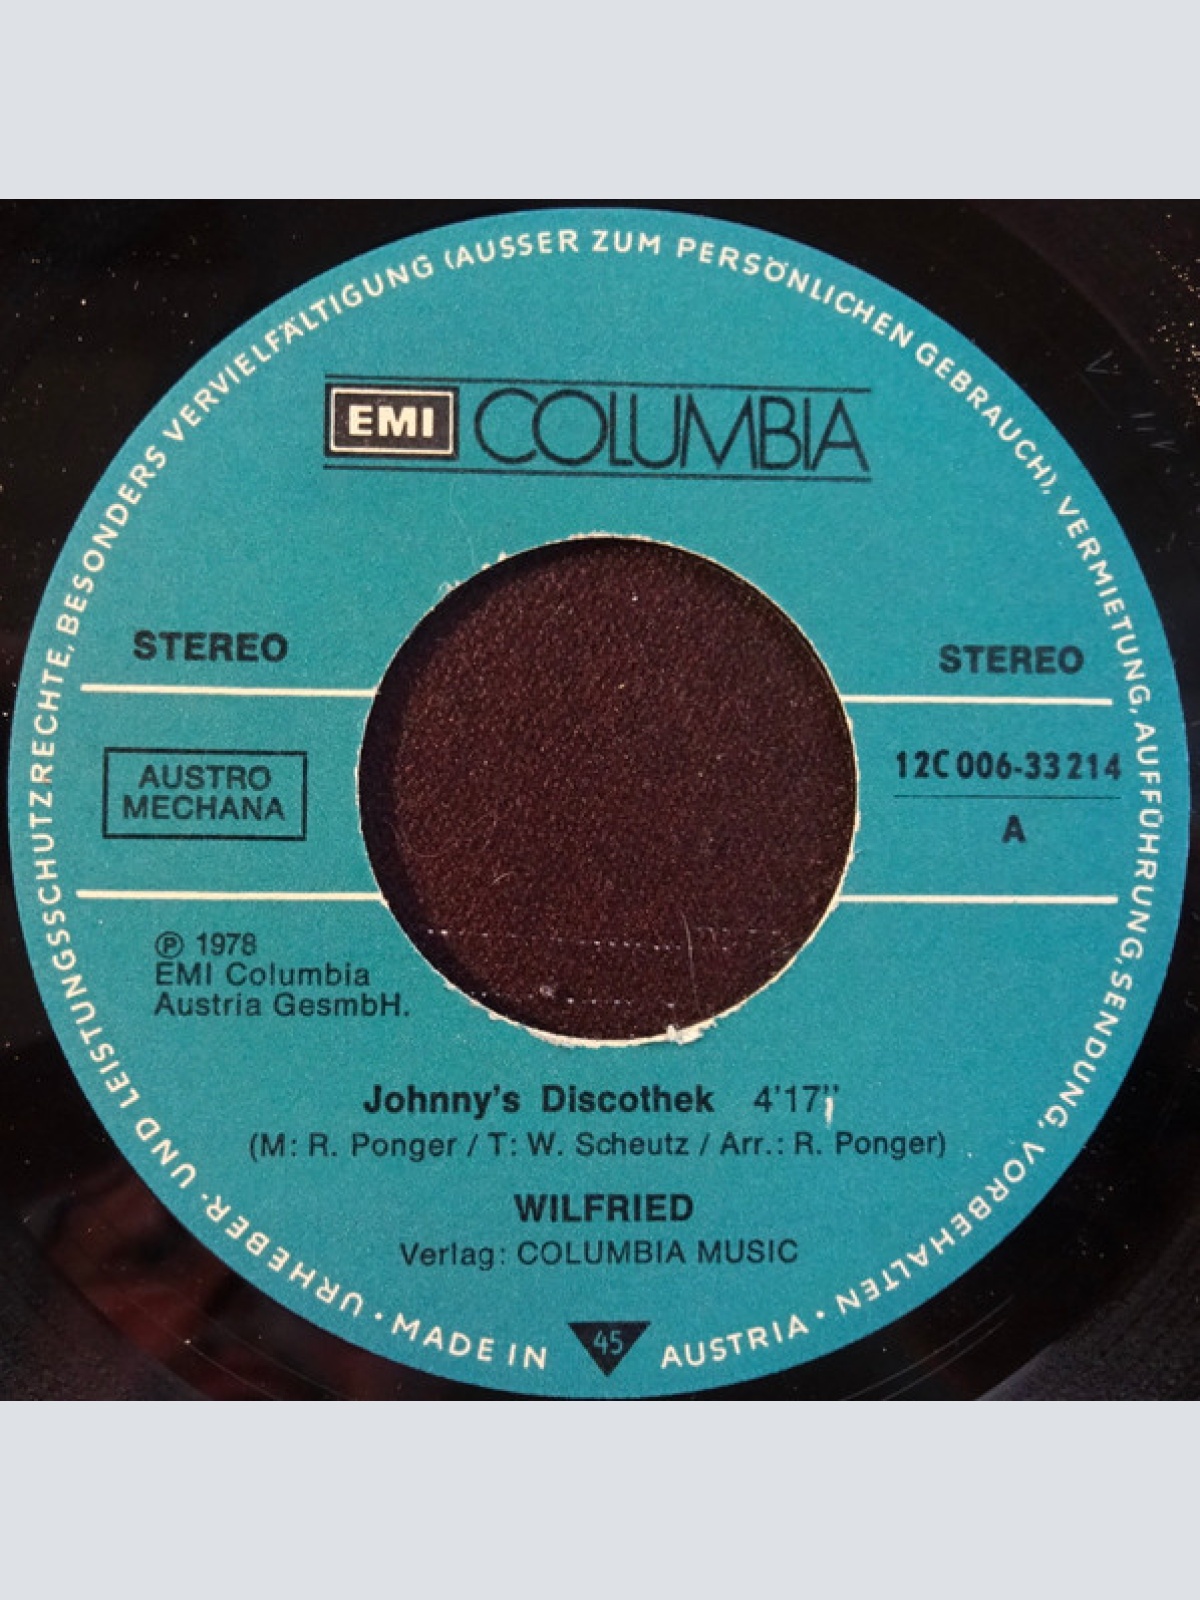 URHEBER- UND LEISTUNGSSCHUTZRECHTE, BESONDERS VERVIELFÄLTIGUNG (AUSSER ZUM PERSÖNLICHEN GEBRAUCH), VERMIETUNG, AUFFÜHRUNG, SENDUNG, VORBEHALTEN •
EMI COLUMBIA
STEREO
STEREO
AUSTRO
MECHANA
12C 006-33 214
A
Ⓟ 1978
EMI Columbia
Austria GesmbH.
Johnny's Discothek 4'17''
(M: R. Ponger / T: W. Scheutz / Arr.: R. Ponger)
WILFRIED
Verlag: COLUMBIA MUSIC
• MADE IN 45 AUSTRIA